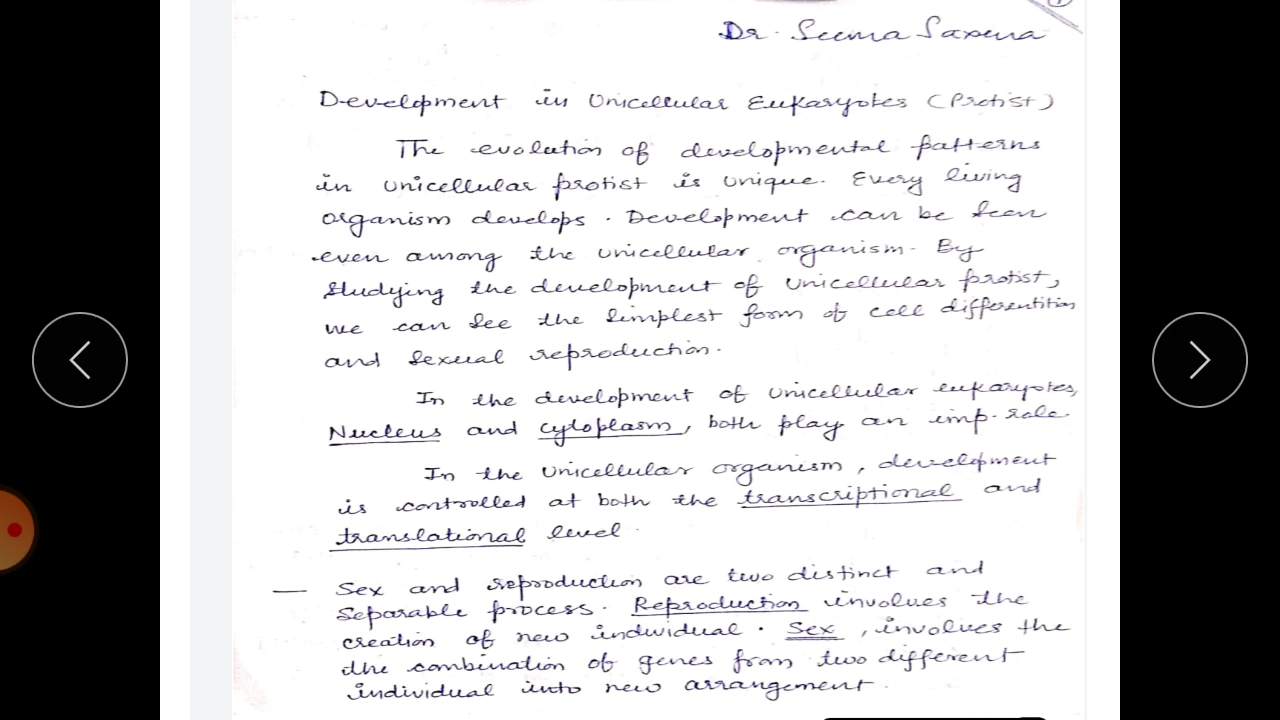 Dr. Seema Saxena
Development in Unicellular Eukaryotes (Protist)
The evolution of developmental patterns
in unicellular protist is unique. Every living
organism develops. Development can be seen
even among the unicellular organism. By
studying the development of unicellular protist,
we can see the simplest form of cell differentition
and sexual reproduction.
In the development of unicellular eukaryotes,
Nucleus and cytoplasm, both play an imp. role.
In the unicellular organism, development
is controlled at both the transcriptional and
translational level.
— Sex and reproduction are two distinct and
separable process. Reproduction involves the
creation of new individual. Sex, involves the
the combination of genes from two different
individual into new arrangement.